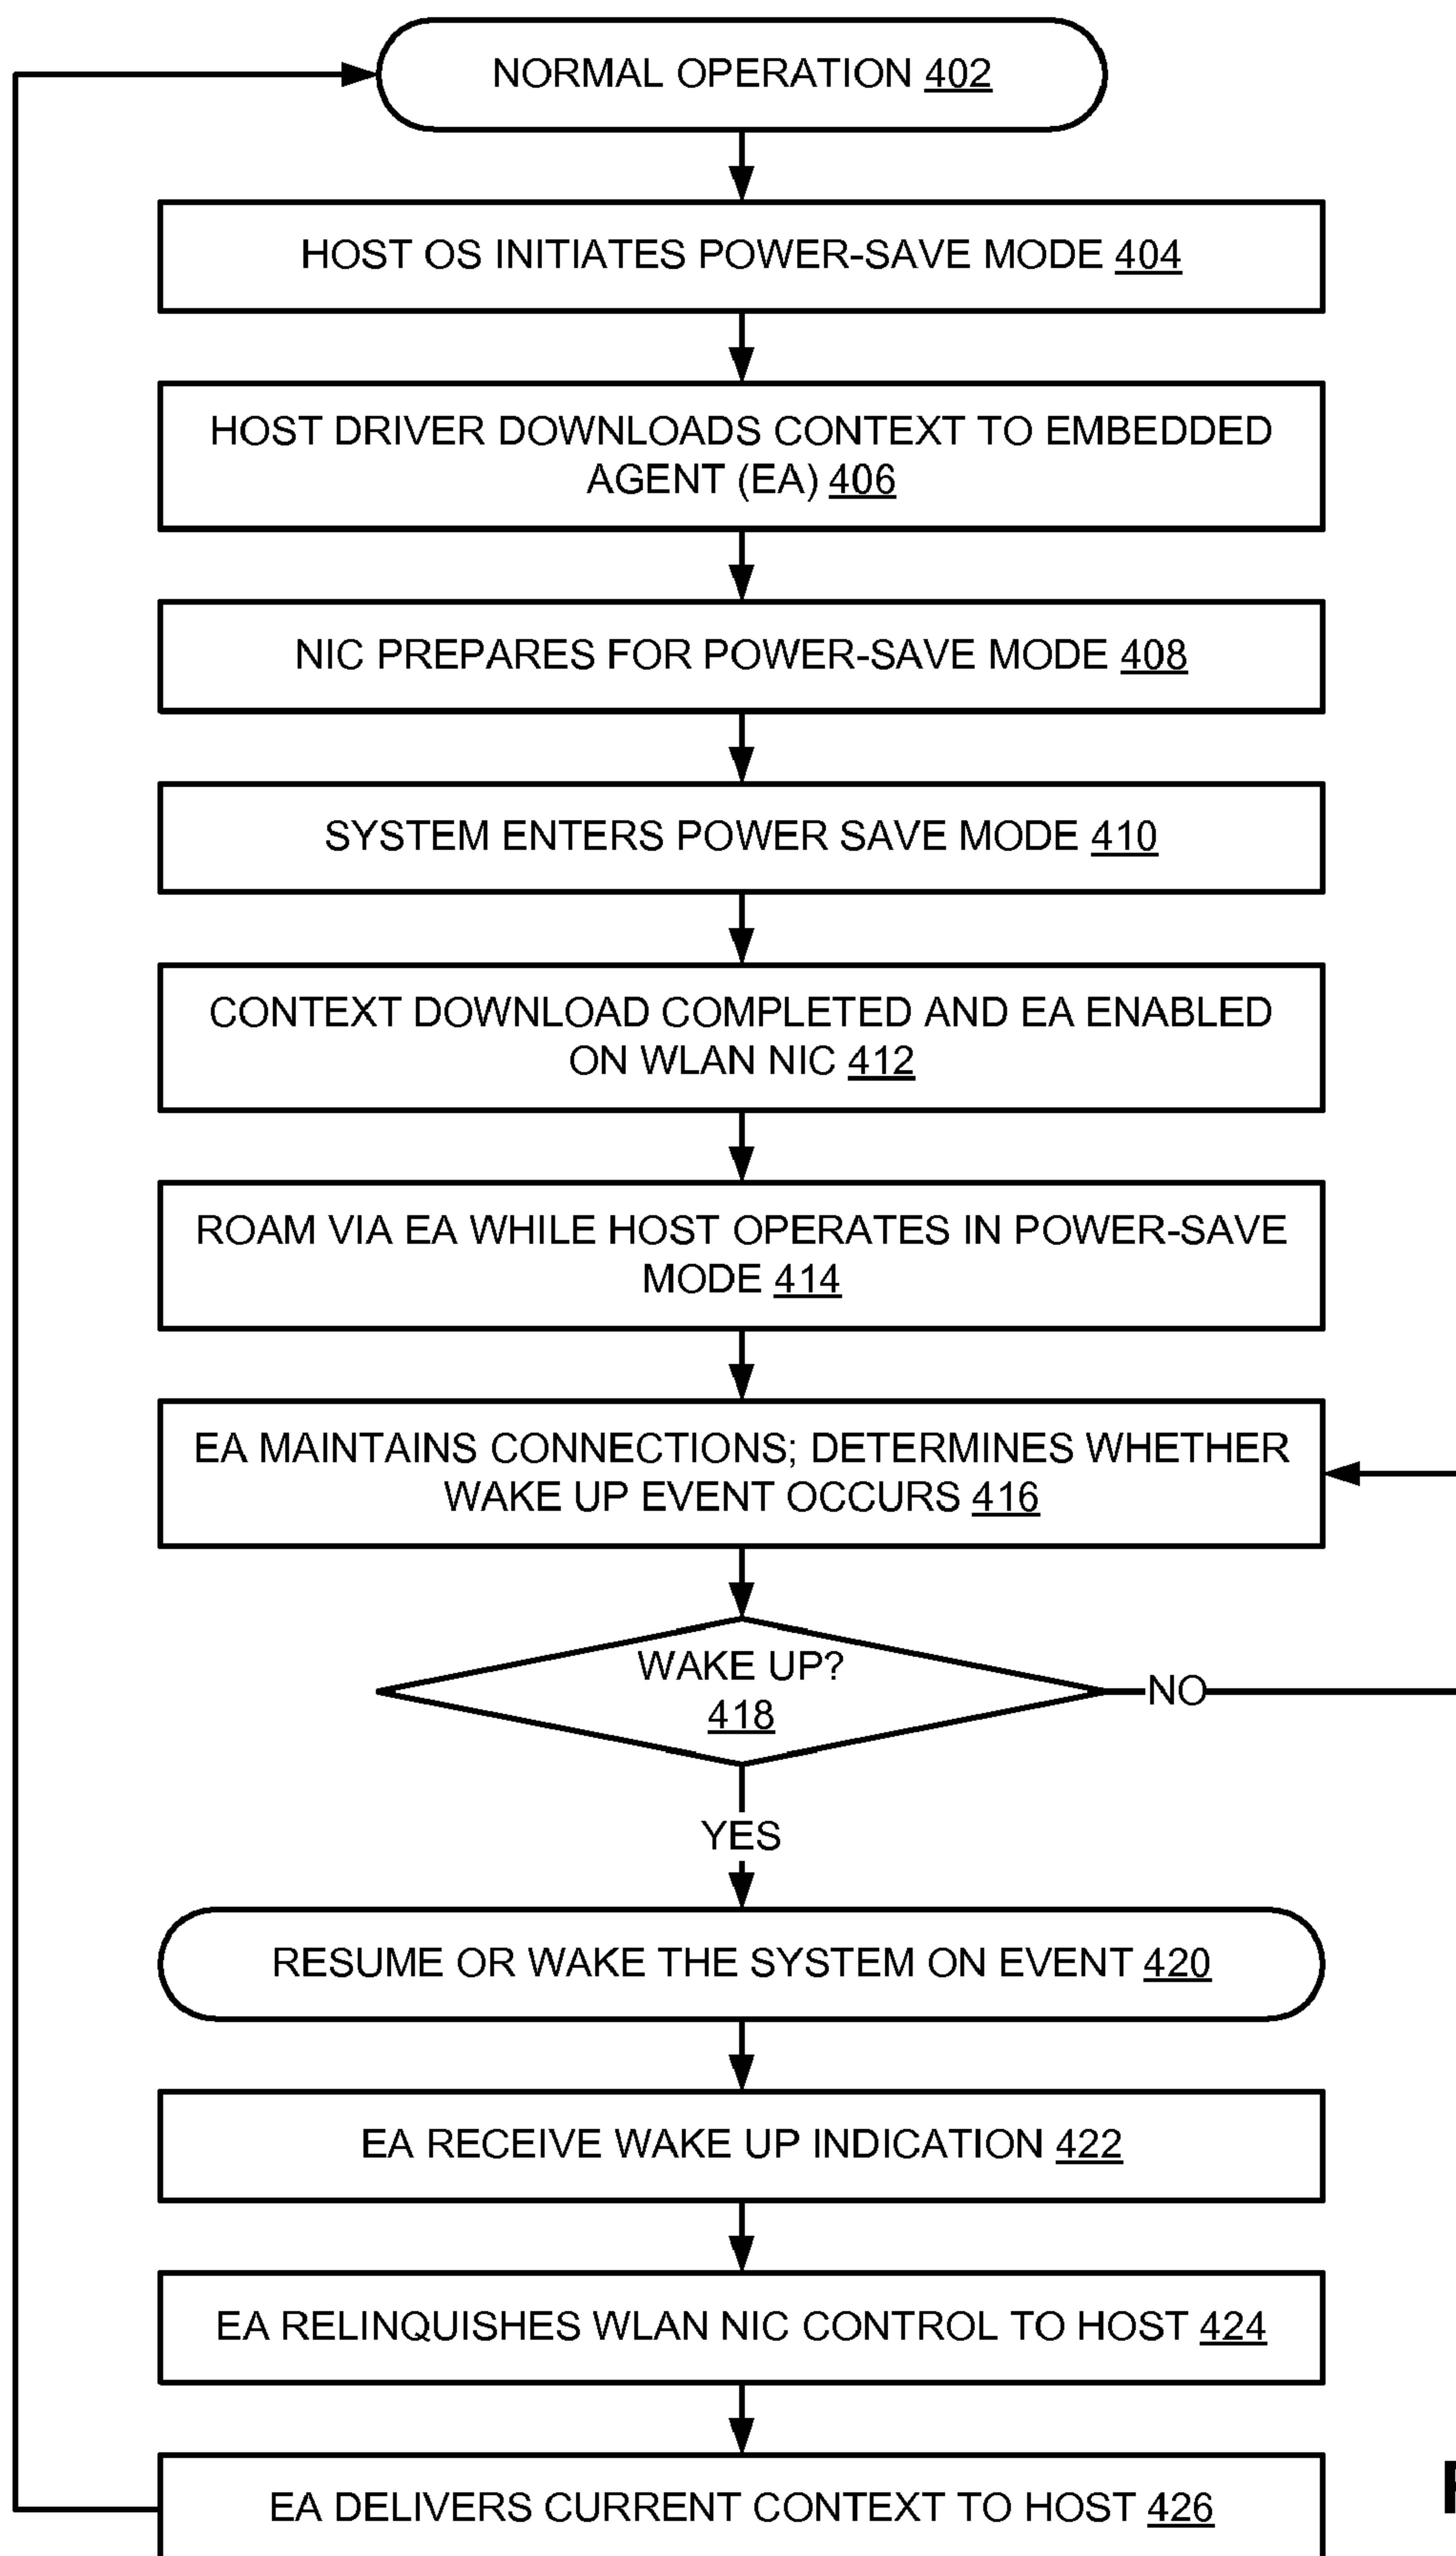 NORMAL OPERATION 402
HOST OS INITIATES POWER-SAVE MODE 404
HOST DRIVER DOWNLOADS CONTEXT TO EMBEDDED
AGENT (EA) 406
NIC PREPARES FOR POWER-SAVE MODE 408
SYSTEM ENTERS POWER SAVE MODE 410
CONTEXT DOWNLOAD COMPLETED AND EA ENABLED
ON WLAN NIC 412
ROAM VIA EA WHILE HOST OPERATES IN POWER-SAVE
MODE 414
EA MAINTAINS CONNECTIONS; DETERMINES WHETHER
WAKE UP EVENT OCCURS 416
WAKE UP?
418
NO
YES
RESUME OR WAKE THE SYSTEM ON EVENT 420
EA RECEIVE WAKE UP INDICATION 422
EA RELINQUISHES WLAN NIC CONTROL TO HOST 424
EA DELIVERS CURRENT CONTEXT TO HOST 426